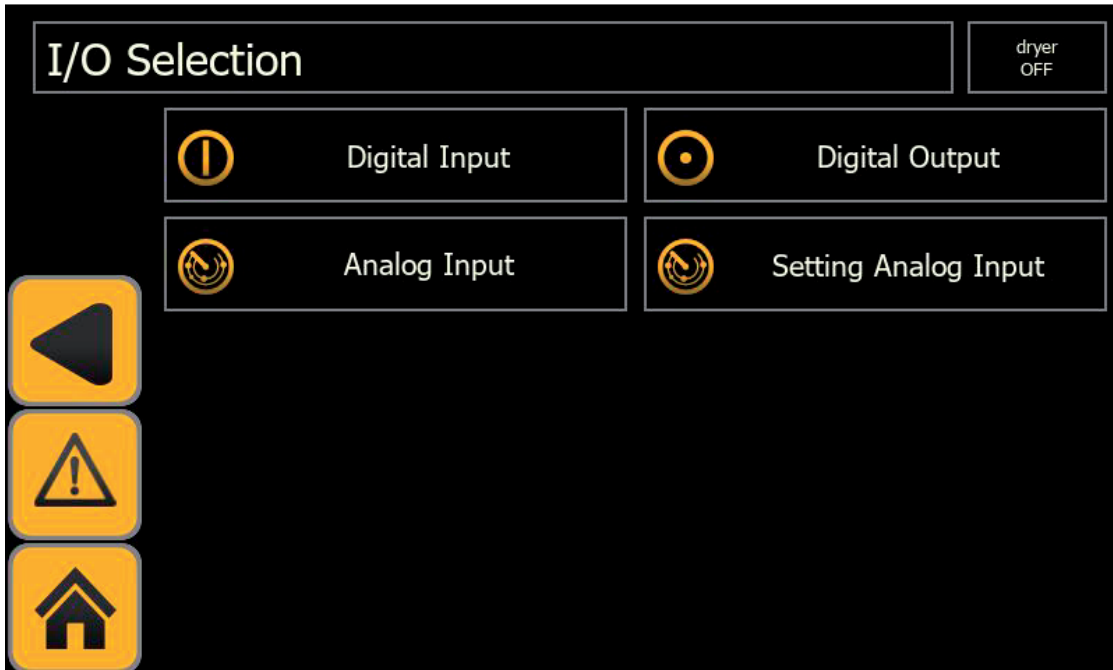 I/O Selection
dryer
OFF
Digital Input
Digital Output
Analog Input
Setting Analog Input